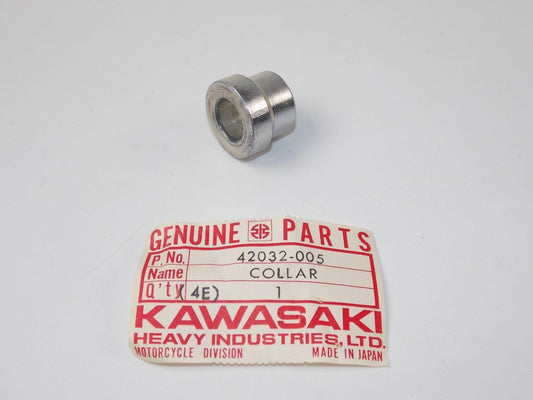 GENUINE PARTS
P. No. 42032-005
Name COLLAR
Q'ty 4E) 1
KAWASAKI
HEAVY INDUSTRIES, LTD.
MOTORCYCLE DIVISION MADE IN JAPAN